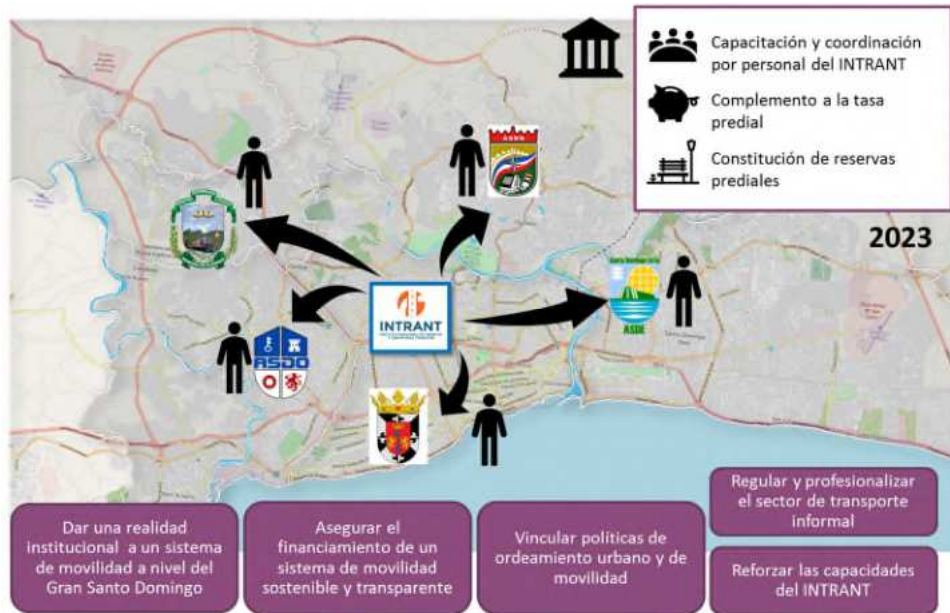 Capacitación y coordinación
por personal del INTRANT
Complemento a la tasa
predial
Constitución de reservas
prediales
2023
INTRANT
ASDE
ASDO
Dar una realidad
institucional a un sistema
de movilidad a nivel del
Gran Santo Domingo
Asegurar el
financiamiento de un
sistema de movilidad
sostenible y transparente
Vincular políticas de
ordeamiento urbano y de
movilidad
Regular y profesionalizar
el sector de transporte
informal
Reforzar las capacidades
del INTRANT